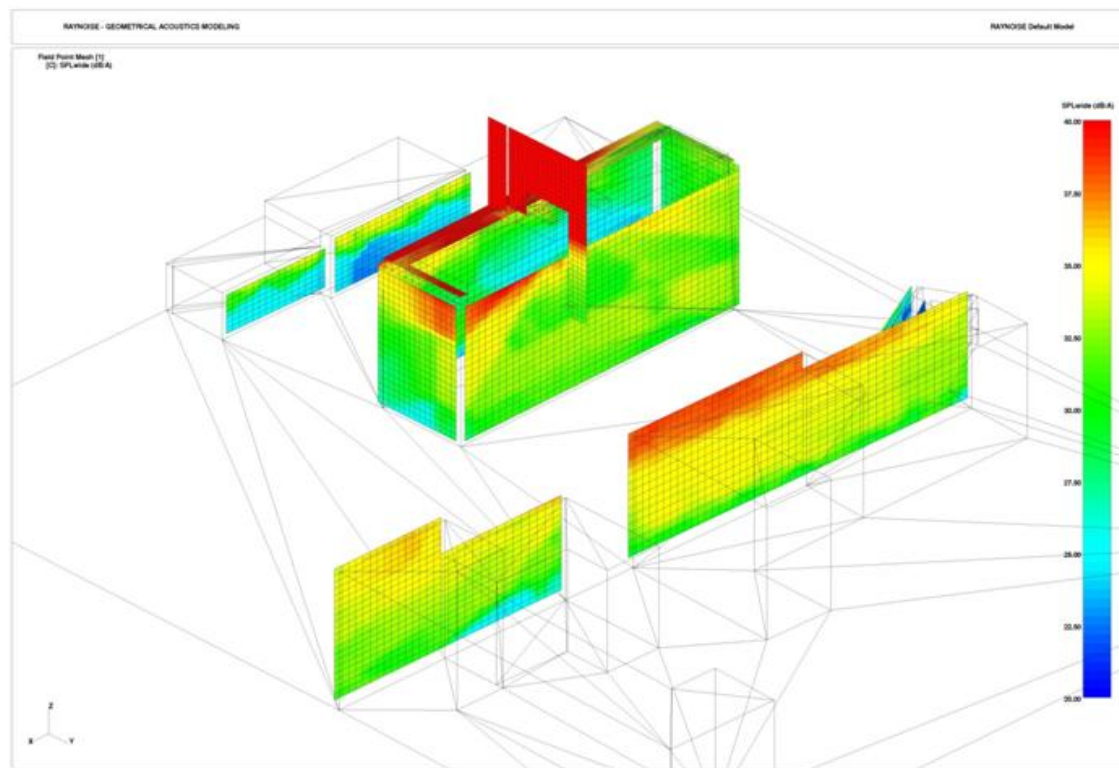 RAYNOISE - GEOMETRICAL ACOUSTICS MODELING
RAYNOISE Default Model
Field Point Mesh [1]
[C]: SPLwide (dB:A)
SPLwide (dB:A)
40.00
37.50
35.00
32.50
30.00
27.50
25.00
22.50
20.00
Z
X
Y